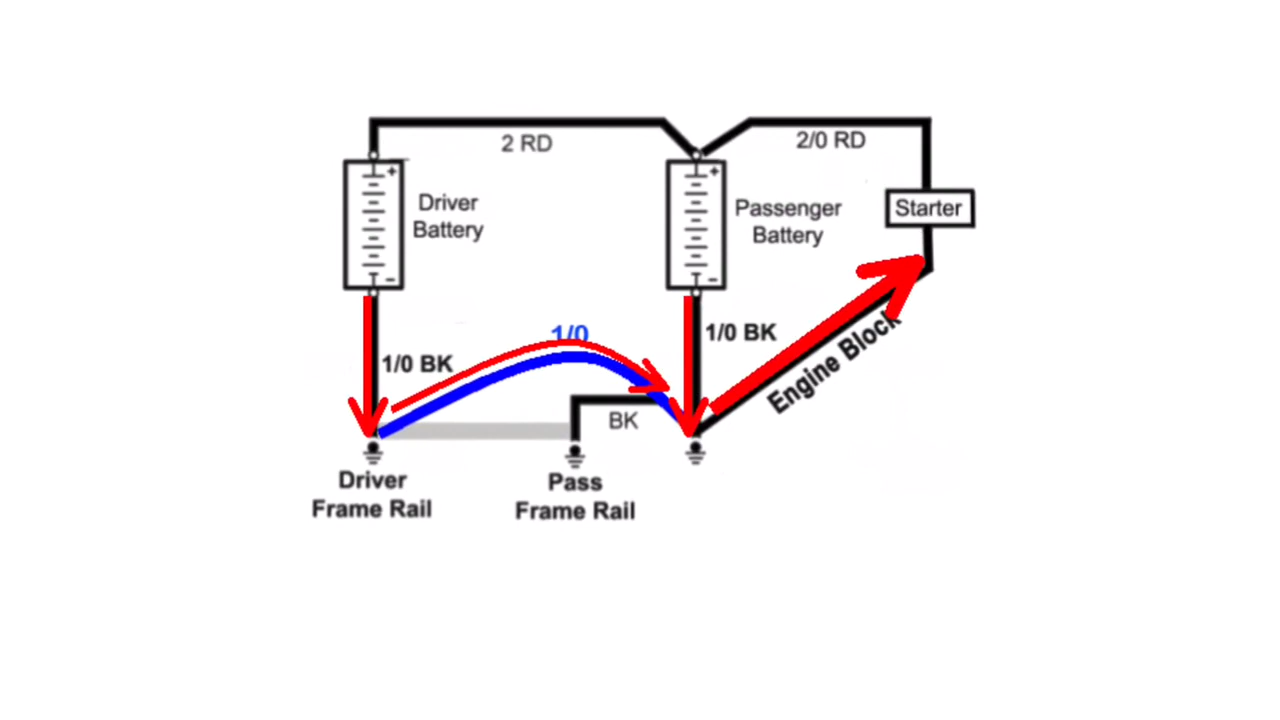 2 RD
2/0 RD
+
Driver
Battery
-
+
Passenger
Battery
-
Starter
1/0 BK
1/0
1/0 BK
BK
Engine Block
Driver
Frame Rail
Pass
Frame Rail